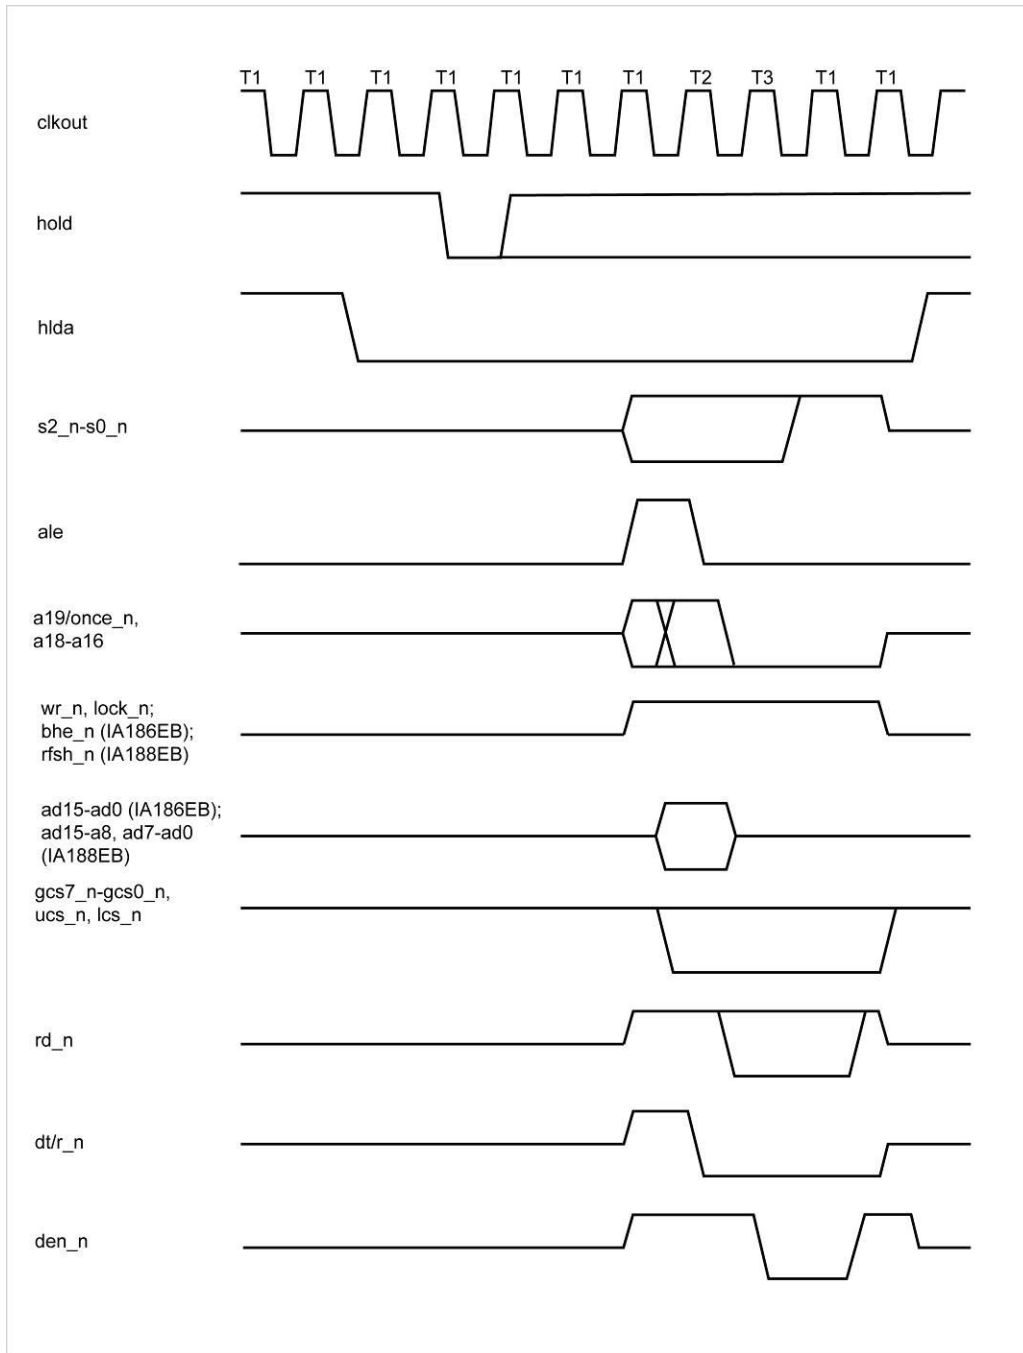 T1 T1 T1 T1 T1 T1 T1 T2 T3 T1 T1
clkout
hold
hlda
s2_n-s0_n
ale
a19/once_n,
a18-a16
wr_n, lock_n;
bhe_n (IA186EB);
rfsh_n (IA188EB)
ad15-ad0 (IA186EB);
ad15-a8, ad7-ad0
(IA188EB)
gcs7_n-gcs0_n,
ucs_n, lcs_n
rd_n
dt/r_n
den_n